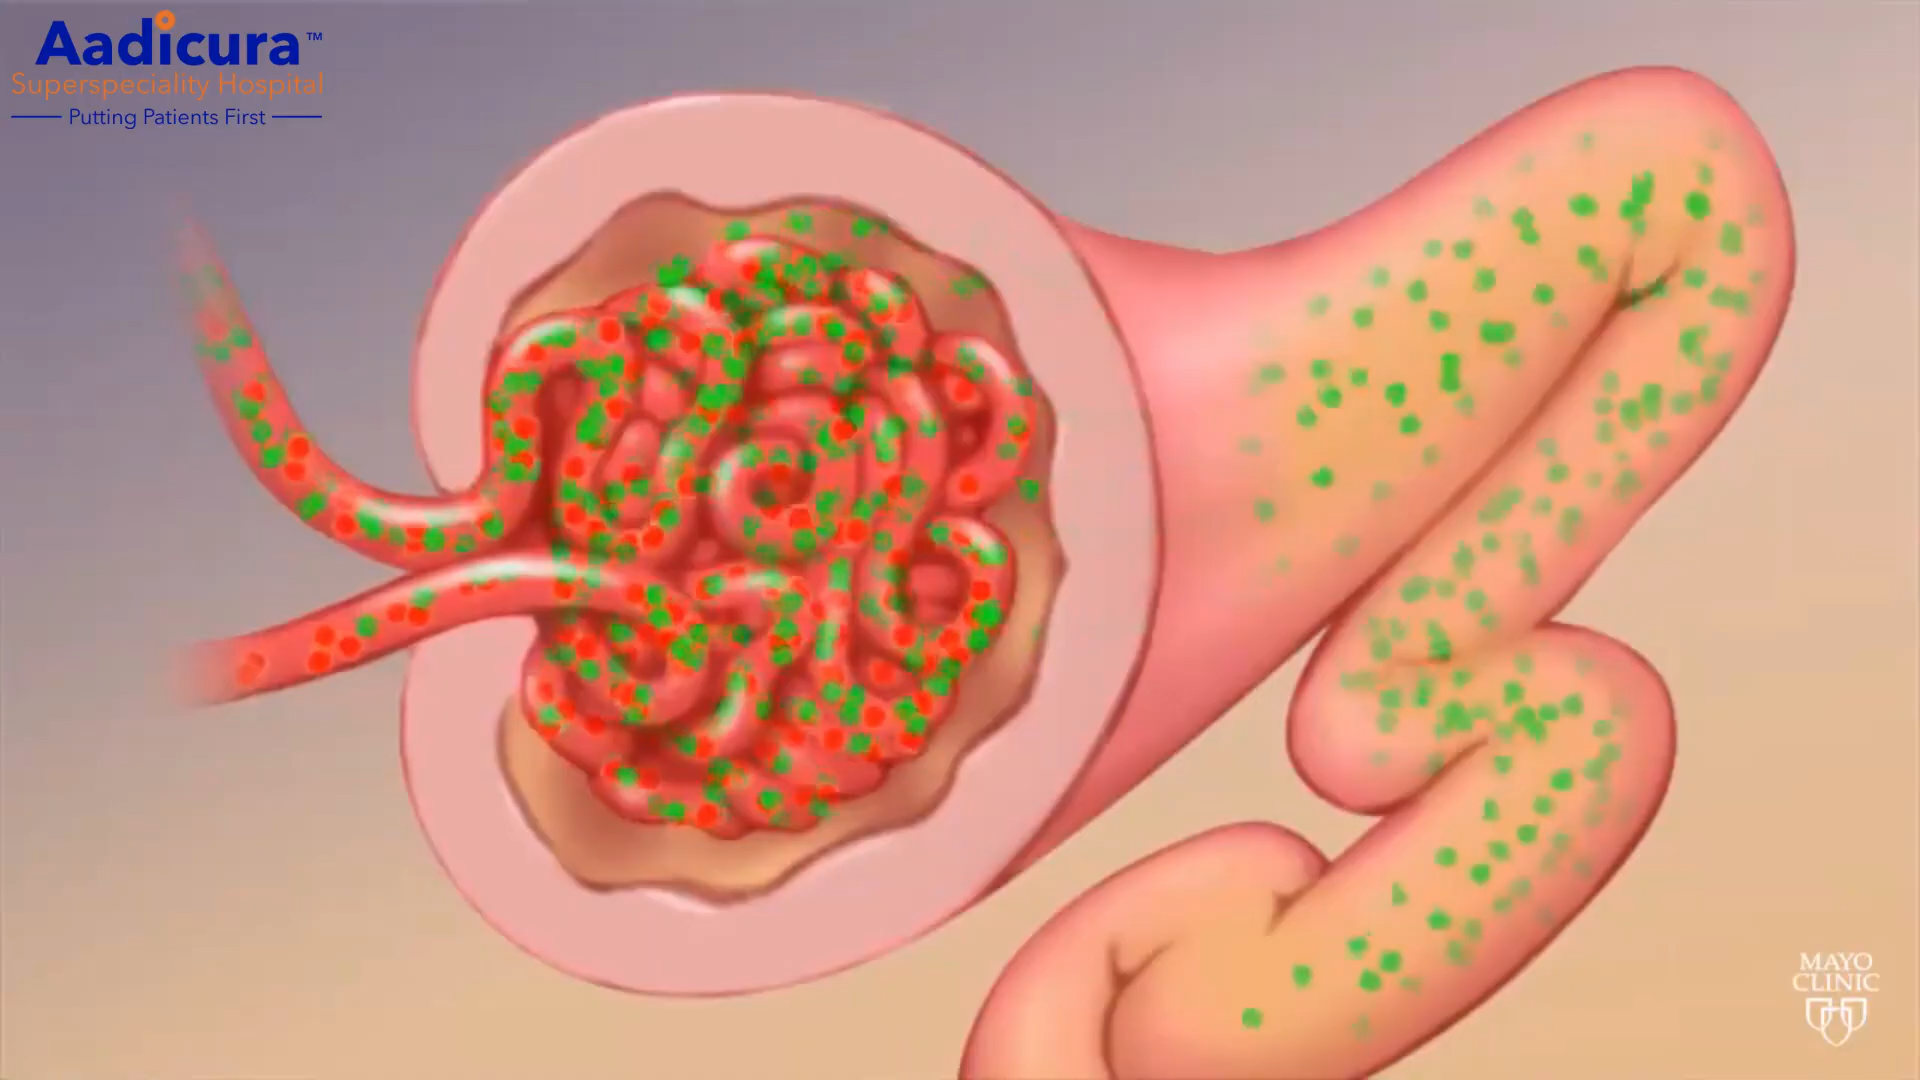 Aadicura™
Superspeciality Hospital
Putting Patients First
MAYO
CLINIC